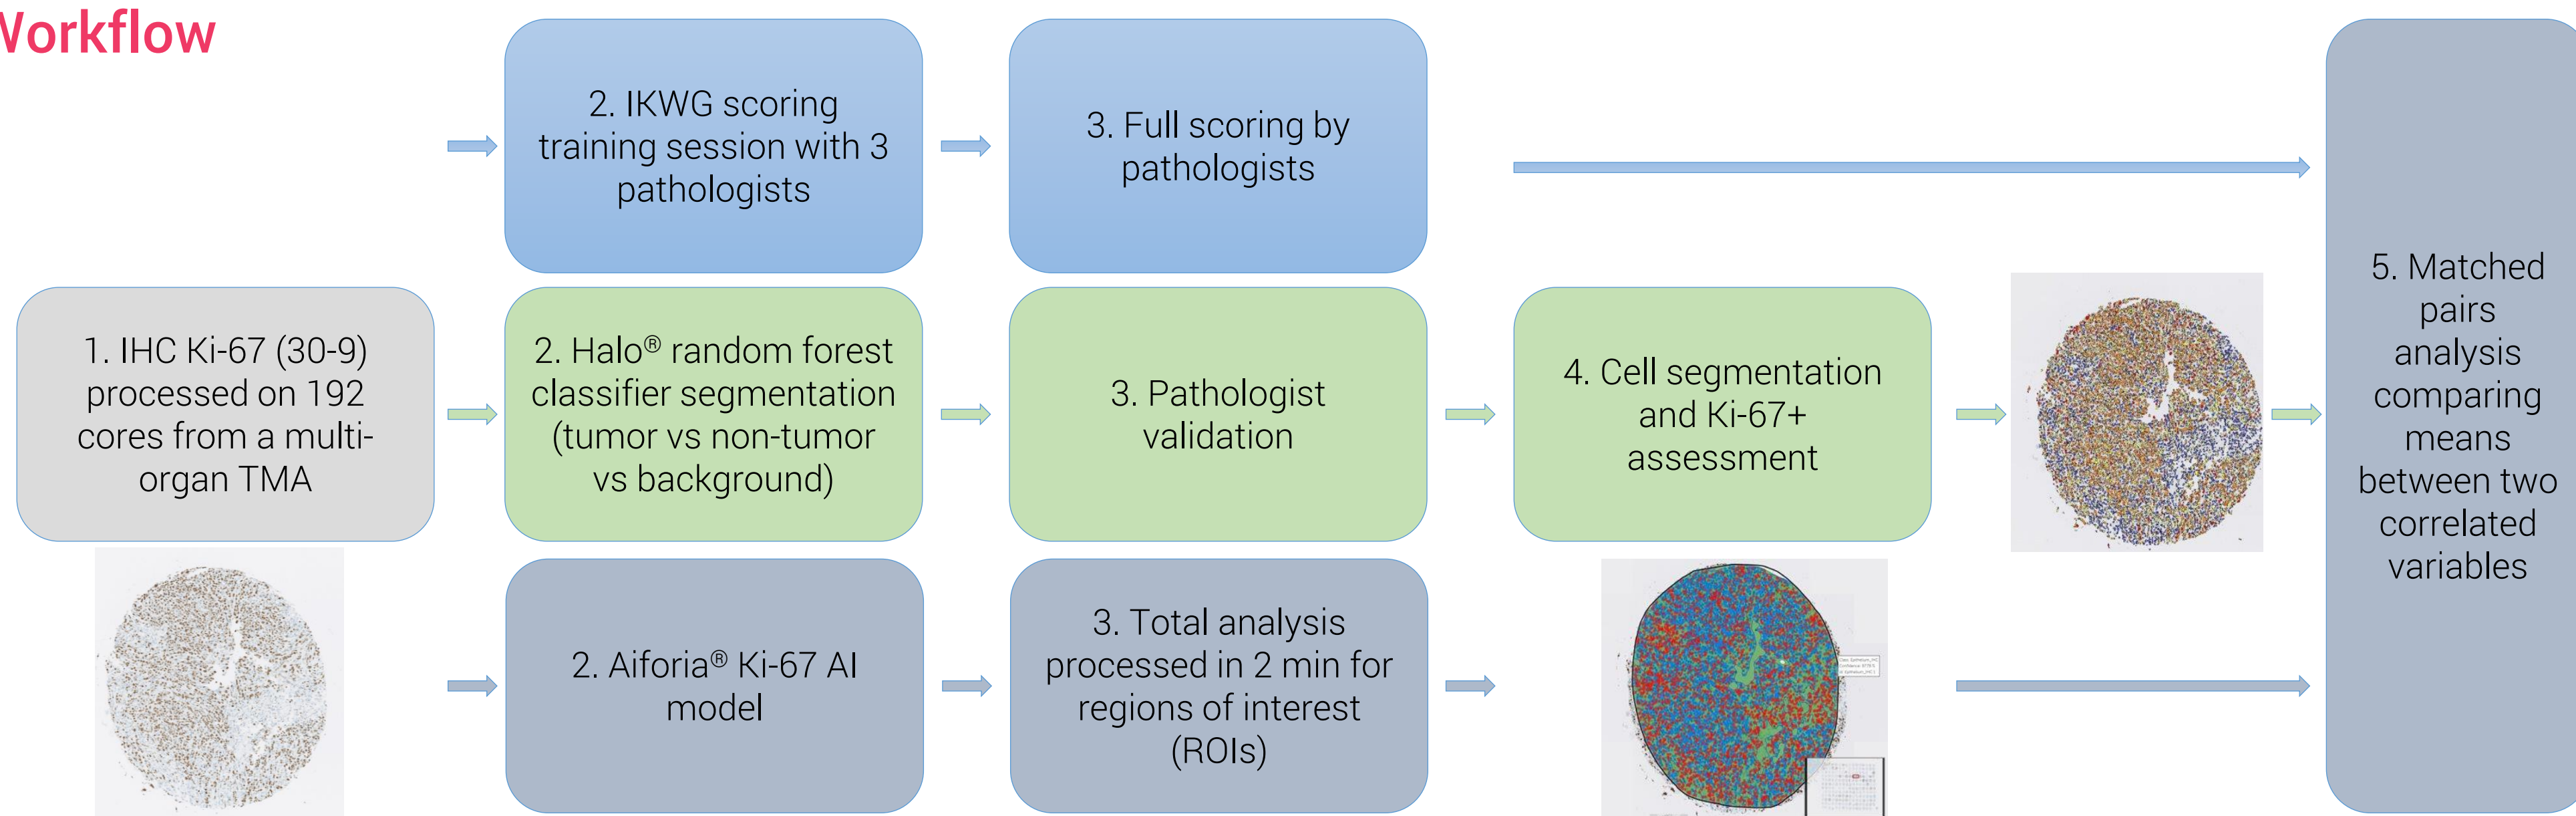 Workflow
2. IKWG scoring
training session with 3
pathologists
3. Full scoring by
pathologists
1. IHC Ki-67 (30-9)
processed on 192
cores from a multi-
organ TMA
2. Halo® random forest
classifier segmentation
(tumor vs non-tumor
vs background)
3. Pathologist
validation
4. Cell segmentation
and Ki-67+
assessment
2. Aiforia® Ki-67 AI
model
3. Total analysis
processed in 2 min for
regions of interest
(ROIs)
5. Matched
pairs
analysis
comparing
means
between two
correlated
variables